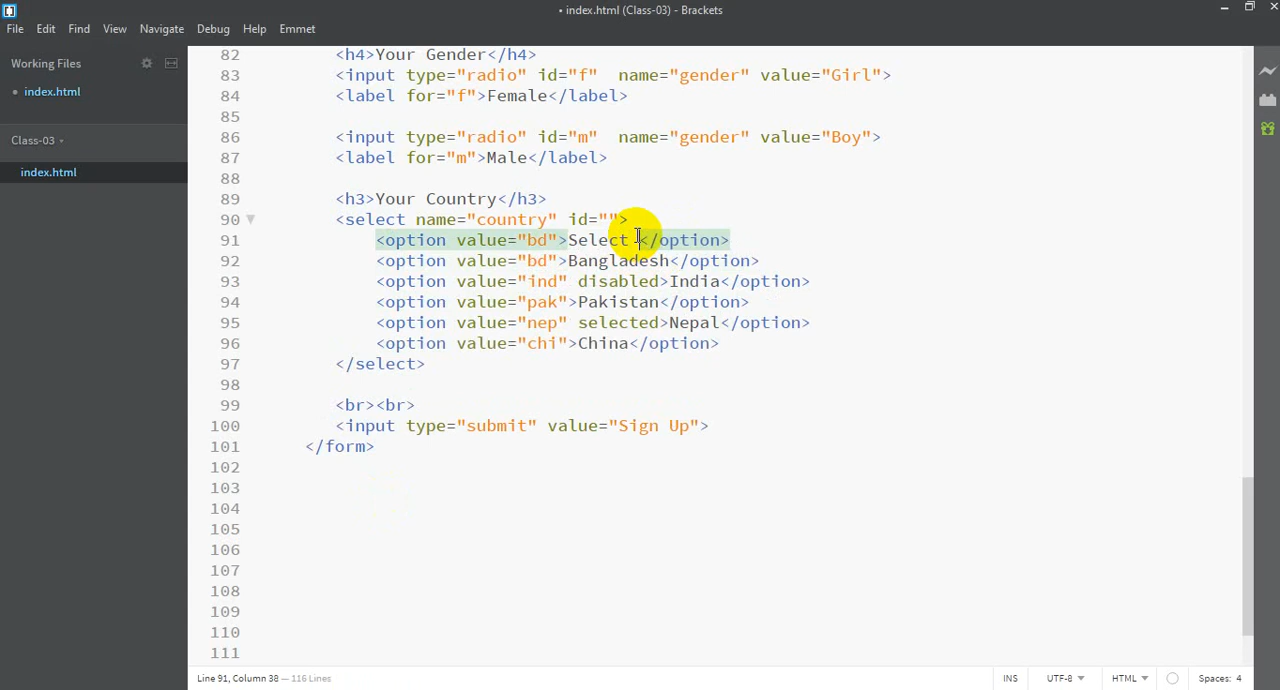 • index.html (Class-03) - Brackets
File Edit Find View Navigate Debug Help Emmet
Working Files
• index.html
Class-03
index.html
82 <h4>Your Gender</h4>
83 <input type="radio" id="f"  name="gender" value="Girl">
84 <label for="f">Female</label>
85
86 <input type="radio" id="m"  name="gender" value="Boy">
87 <label for="m">Male</label>
88
89 <h3>Your Country</h3>
90 <select name="country" id="">
91 <option value="bd">Select </option>
92 <option value="bd">Bangladesh</option>
93 <option value="ind" disabled>India</option>
94 <option value="pak">Pakistan</option>
95 <option value="nep" selected>Nepal</option>
96 <option value="chi">China</option>
97 </select>
98
99 <br><br>
100 <input type="submit" value="Sign Up">
101 </form>
102
103
104
105
106
107
108
109
110
111
Line 91, Column 38 — 116 Lines
INS UTF-8 HTML Spaces: 4